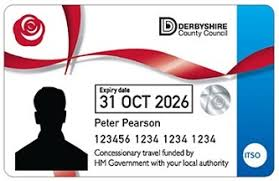 DERBYSHIRE
County Council
Expiry date
31 OCT 2026
Peter Pearson
123456 1234 1234 1234
Concessionary travel funded by
HM Government with your local authority
ITSO